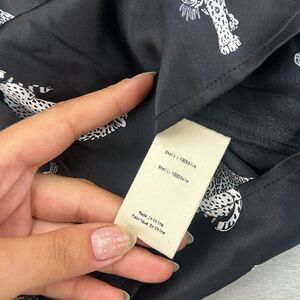 Shell:100%Silk
Shell:100%Soie
Made in China
Fabriqué En Chine